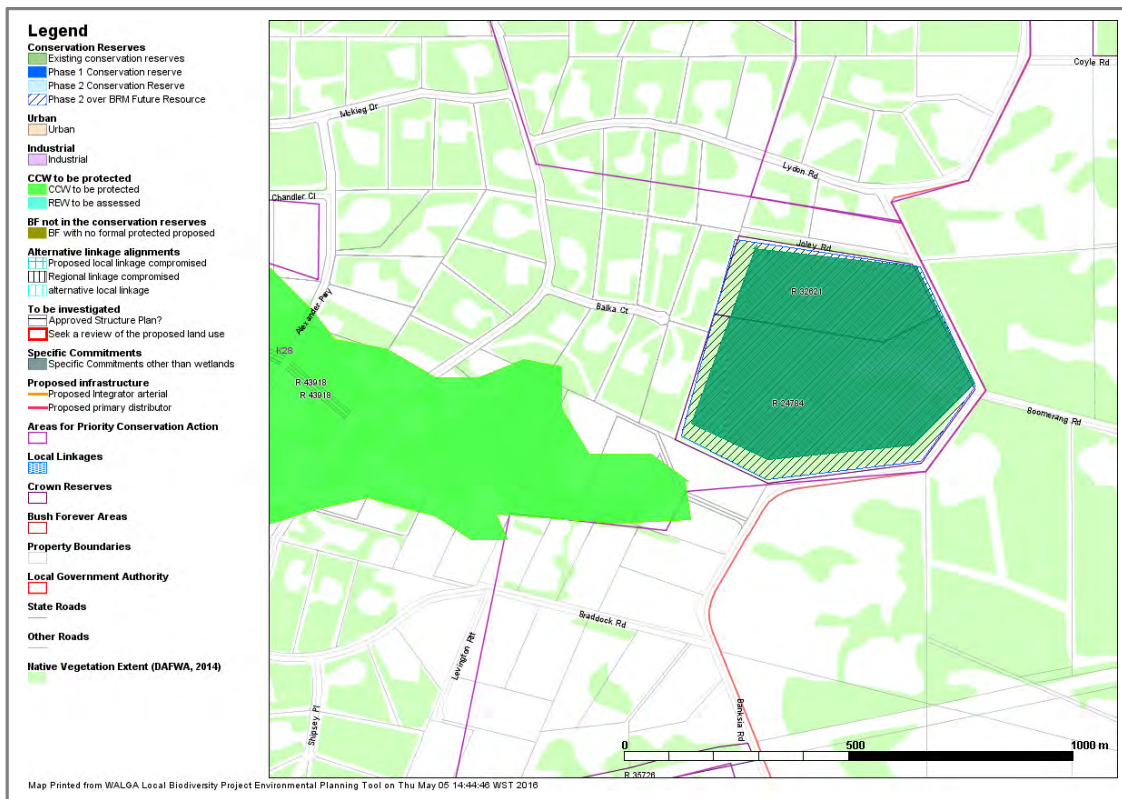 Legend
Conservation Reserves
Existing conservation reserves
Phase 1 Conservation reserve
Phase 2 Conservation Reserve
Phase 2 over BRM Future Resource
Urban
Urban
Industrial
Industrial
CCW to be protected
CCW to be protected
REW to be assessed
BF not in the conservation reserves
BF with no formal protected proposed
Alternative linkage alignments
Proposed local linkage compromised
Regional linkage compromised
alternative local linkage
To be investigated
Approved Structure Plan?
Seek a review of the proposed land use
Specific Commitments
Specific Commitments other than wetlands
Proposed infrastructure
Proposed Integrator arterial
Proposed primary distributor
Areas for Priority Conservation Action
Local Linkages
Crown Reserves
Bush Forever Areas
Property Boundaries
Local Government Authority
State Roads
Other Roads
Native Vegetation Extent (DAFWA, 2014)
Coyle Rd
Mckieg Dr
Lydon Rd
Chandler Cl
Joley Rd
R 32621
Alexander Pwy
Balka Ct
K28
R 43918
R 43918
R 24784
Boomerang Rd
Braddock Rd
Levington Rtt
Shipsey Pl
Banksia Rd
0 500 1000 m
R 35726
Map Printed from WALGA Local Biodiversity Project Environmental Planning Tool on Thu May 05 14:44:46 WST 2016